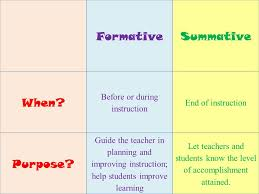 Formative
Summative
When?
Before or during
instruction
End of instruction
Purpose?
Guide the teacher in
planning and
improving instruction;
help students improve
learning
Let teachers and
students know the level
of accomplishment
attained.